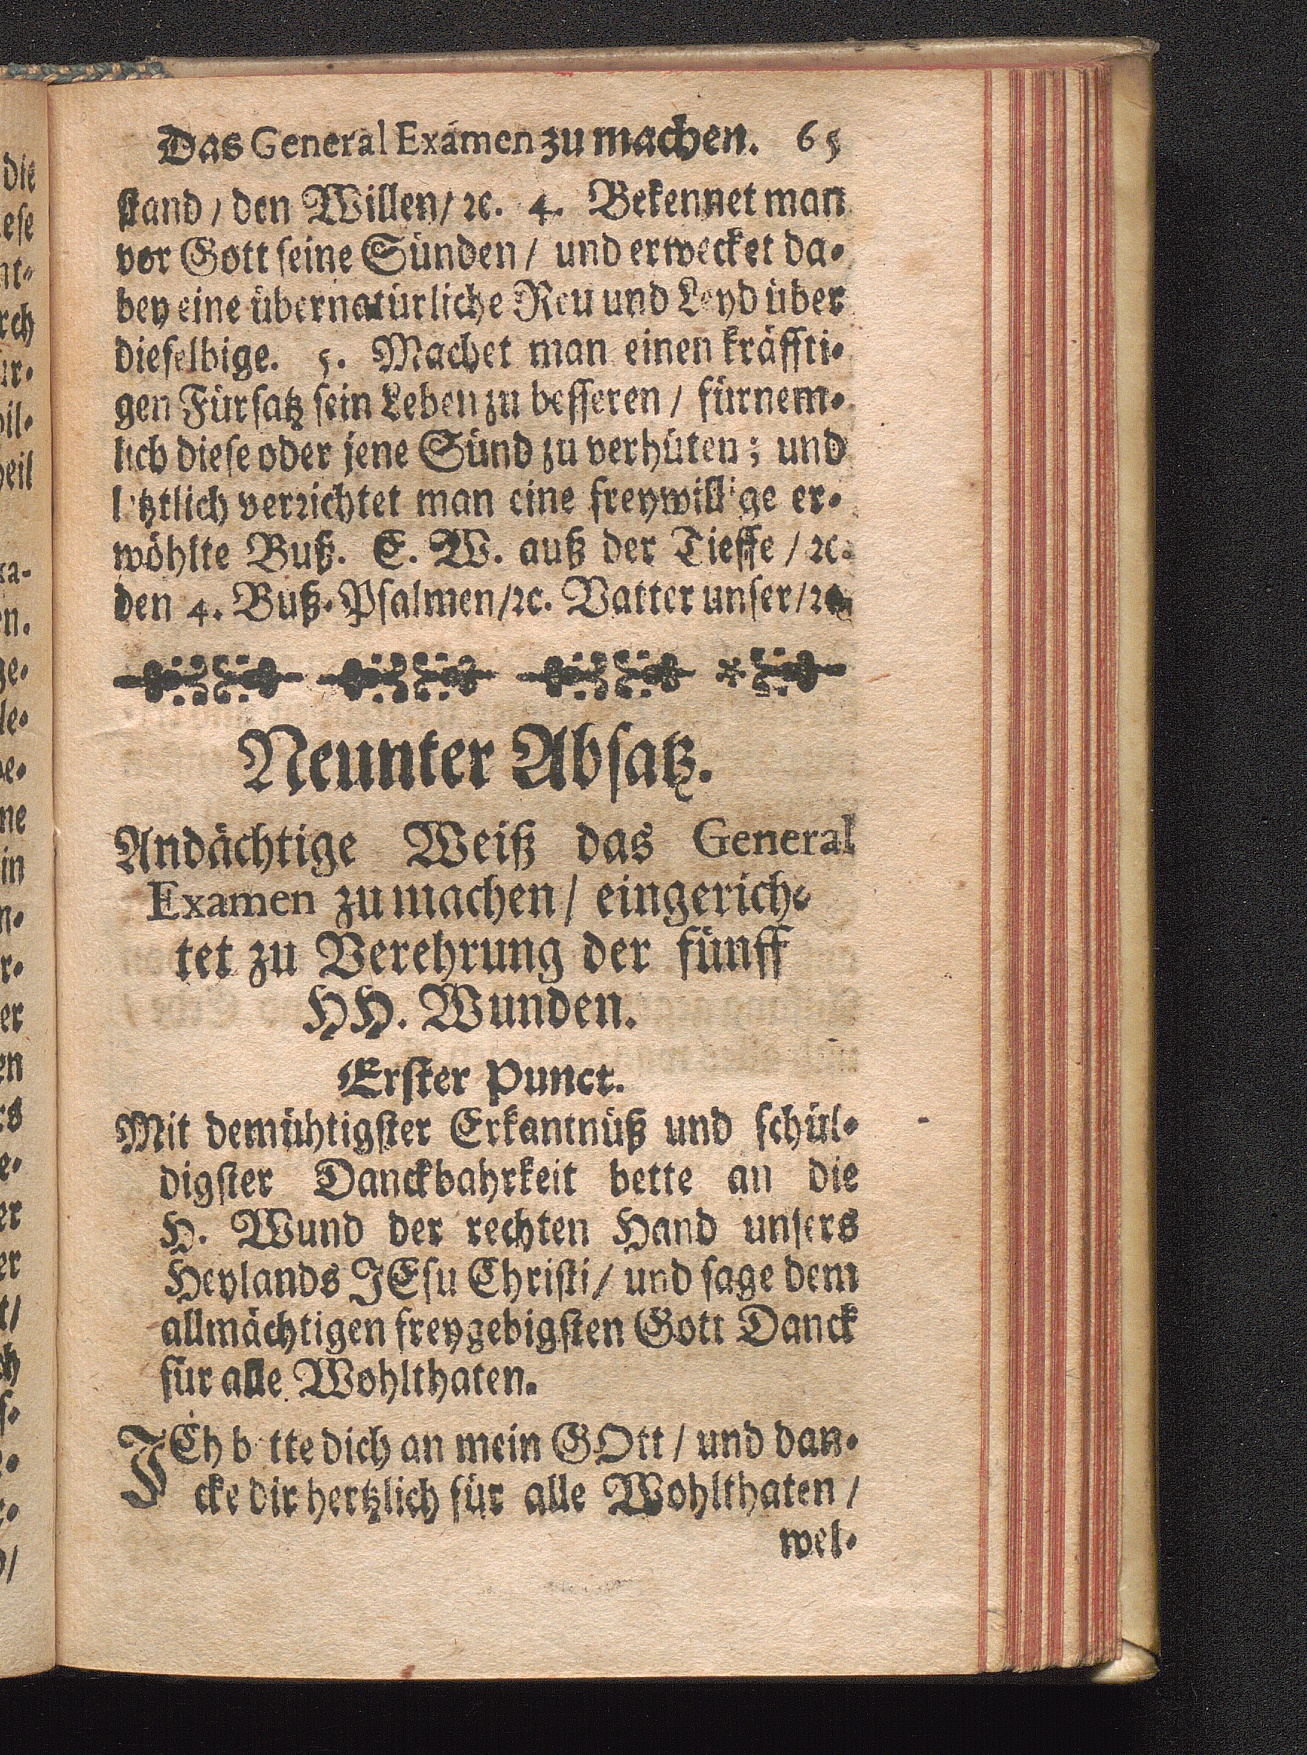 Das General Examen zu machen. 65
stand / den Willen / ꝛc. 4. Bekennet man
vor Gott seine Sünden / und erwecket da-
bey eine übernatürliche Reu und Leyd über
dieselbige. 5. Machet man einen kräffti-
gen Fürsatz sein Leben zu besseren / fürnem-
lich diese oder jene Sünd zu verhüten; und
letztlich verrichtet man eine freywillige er-
wöhlte Buß. E. W. auß der Tieffe / ꝛc.
den 4. Buß-Psalmen / ꝛc. Vatter unser / ꝛc.
Neunter Absatz.
Andächtige Weiß das General
Examen zu machen / eingerich-
tet zu Verehrung der fünff
HH. Wunden.
Erster Punct.
Mit demühtigster Erkantnüß und schül-
digster Danckbahrkeit bette an die
H. Wund der rechten Hand unsers
Heylands JEsu Christi / und sage dem
allmächtigen freygebigsten Gott Danck
für alle Wohlthaten.
JCh bette dich an mein GOtt / und dan-
cke dir hertzlich für alle Wohlthaten /
wel-